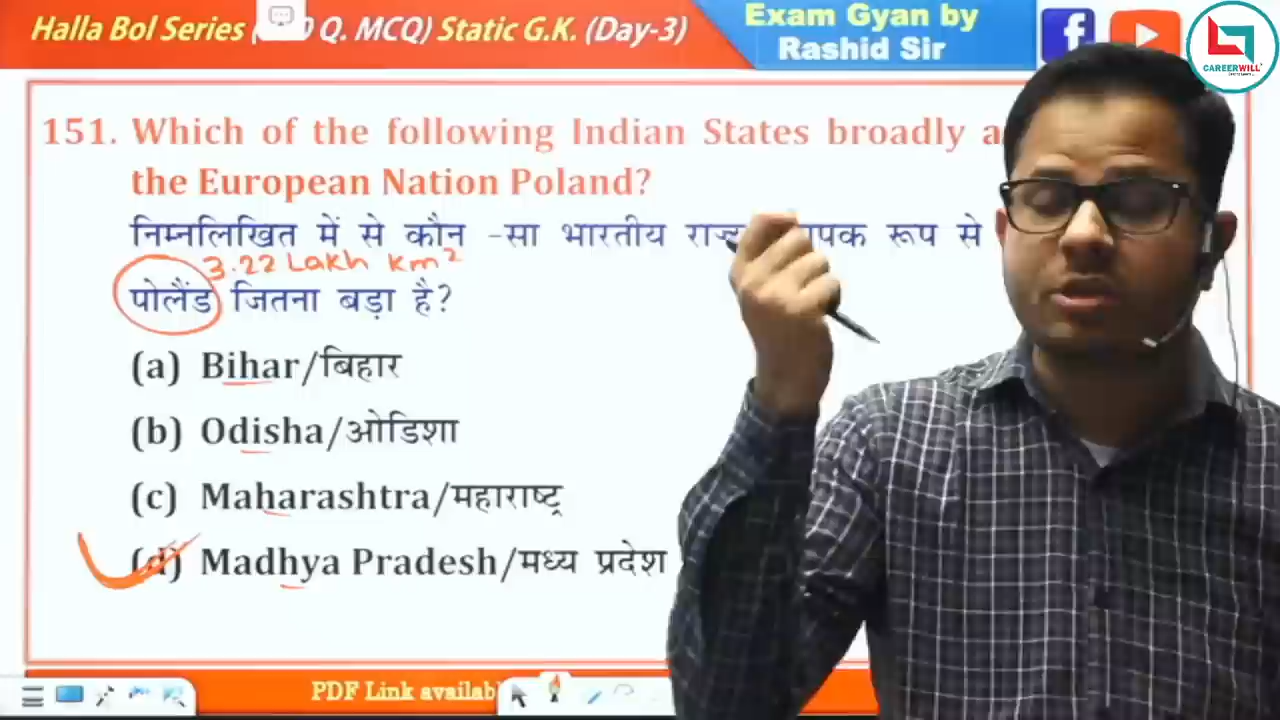 Halla Bol Series ( 0 Q. MCQ) Static G.K. (Day-3)
Exam Gyan by
Rashid Sir
CAREERWILL
151. Which of the following Indian States broadly
the European Nation Poland?
निम्नलिखित में से कौन -सा भारतीय रूप से
3.22 Lakh km²
पोलैंड जितना बड़ा है?
(a) Bihar/बिहार
(b) Odisha/ओडिशा
(c) Maharashtra/महाराष्ट्र
(d) Madhya Pradesh/मध्य प्रदेश
PDF Link